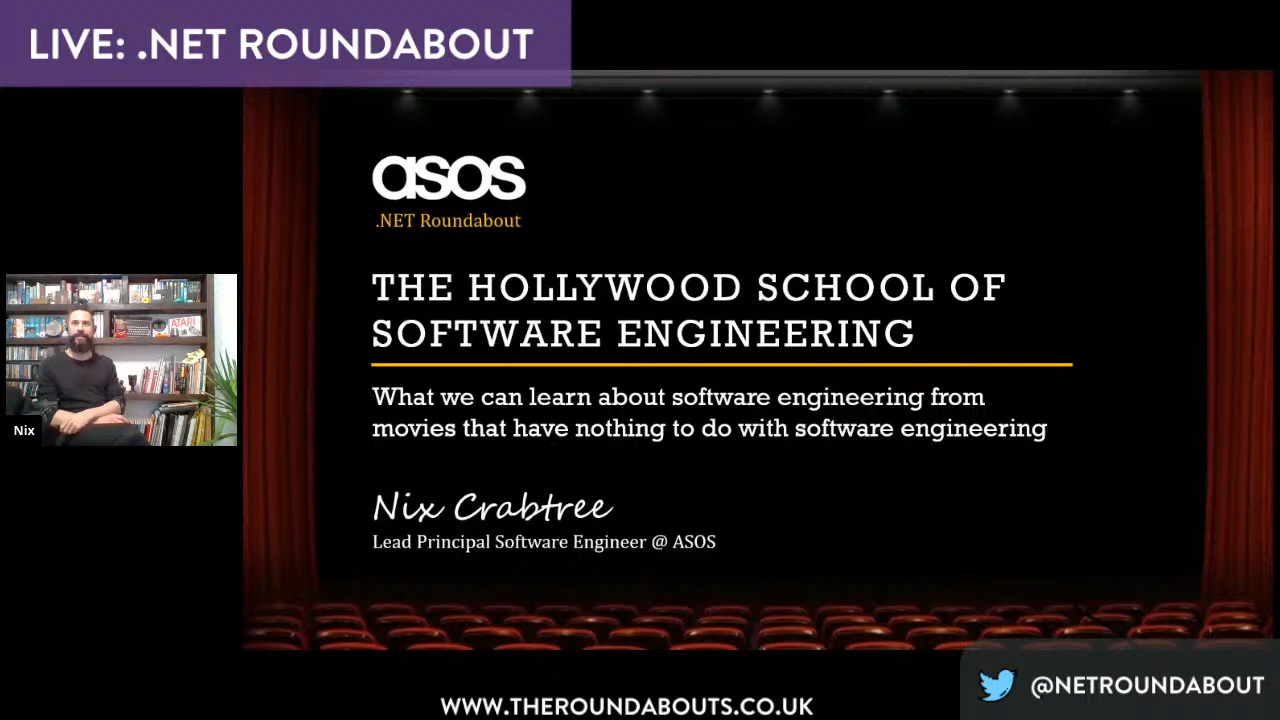 LIVE: .NET ROUNDABOUT
asos
.NET Roundabout
THE HOLLYWOOD SCHOOL OF
SOFTWARE ENGINEERING
What we can learn about software engineering from
movies that have nothing to do with software engineering
Nix Crabtree
Lead Principal Software Engineer @ ASOS
ATARI
Nix
@NETROUNDABOUT
WWW.THEROUNDABOUTS.CO.UK